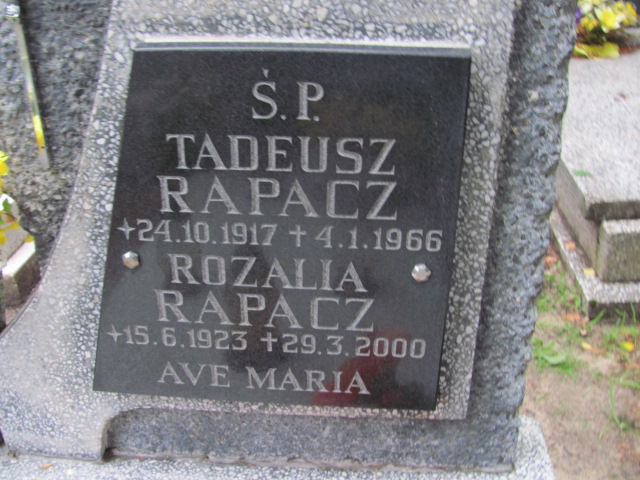 Ś.P.
TADEUSZ
RAPACZ
*24.10.1917 +4.1.1966
ROZALIA
RAPACZ
*15.6.1923 +29.3.2000
AVE MARIA